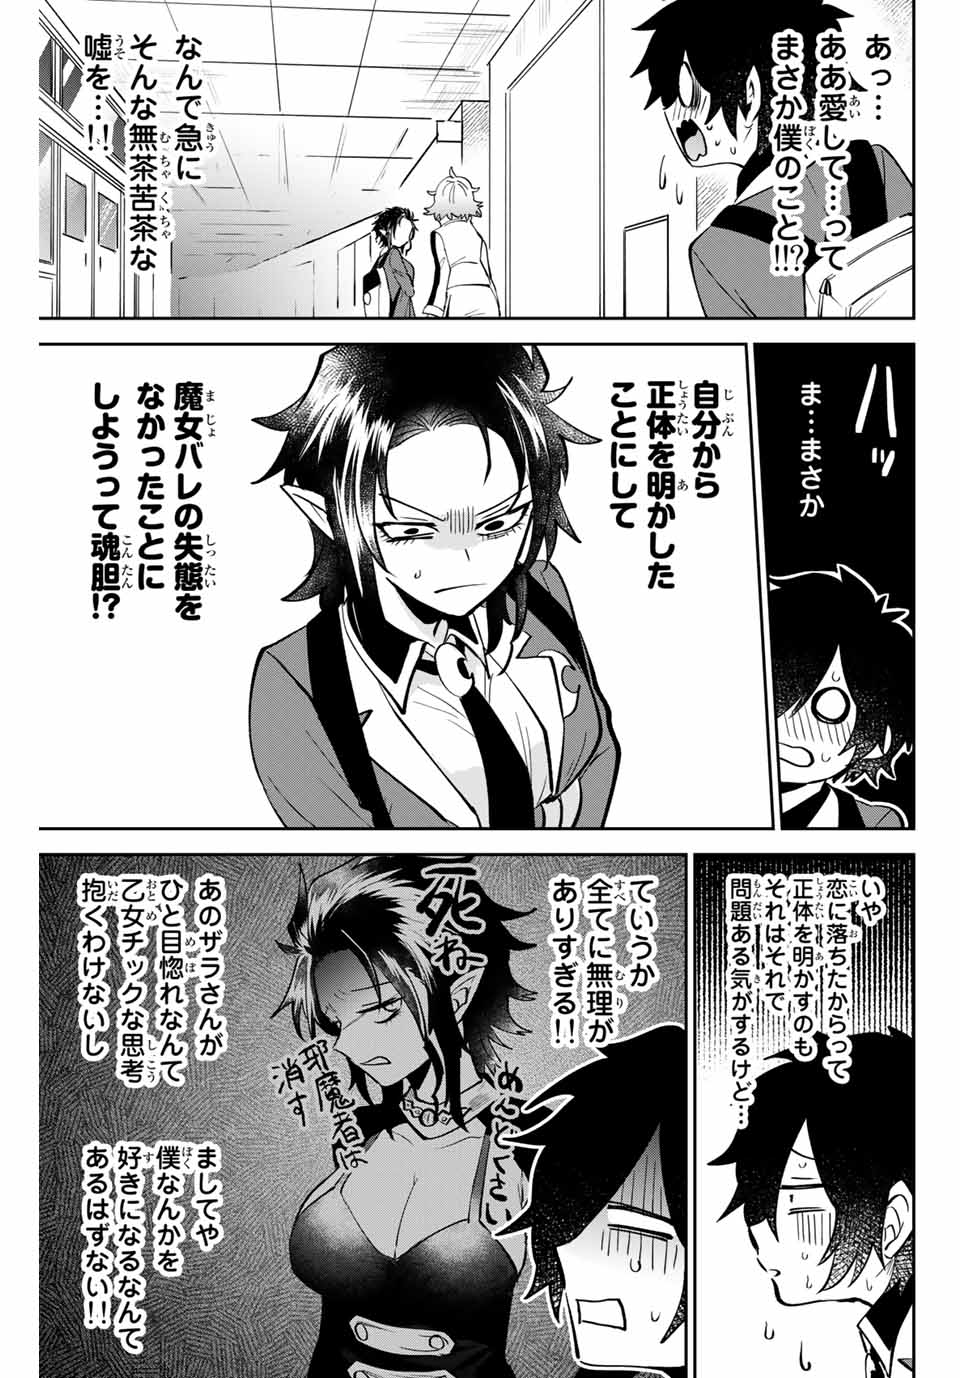 あっ…
ああ愛して…って
まさか僕のこと!!?
なんで急に
そんな無茶苦茶な
嘘を…!!
ハッ
ま…まさか
自分から
正体を明かした
ことにして
魔女バレの失態を
なかったことに
しようって魂胆!?
いや
恋に落ちたからって
正体を明かすのも
それはそれで
問題ある気がするけど…
ていうか
全てに無理が
ありすぎる!!
死ね
めんどくさい
邪魔者は
消す
あのザラさんが
ひと目惚れなんて
乙女チックな思考
抱くわけないし
ましてや
僕なんかを
好きになるなんて
あるはずない!!